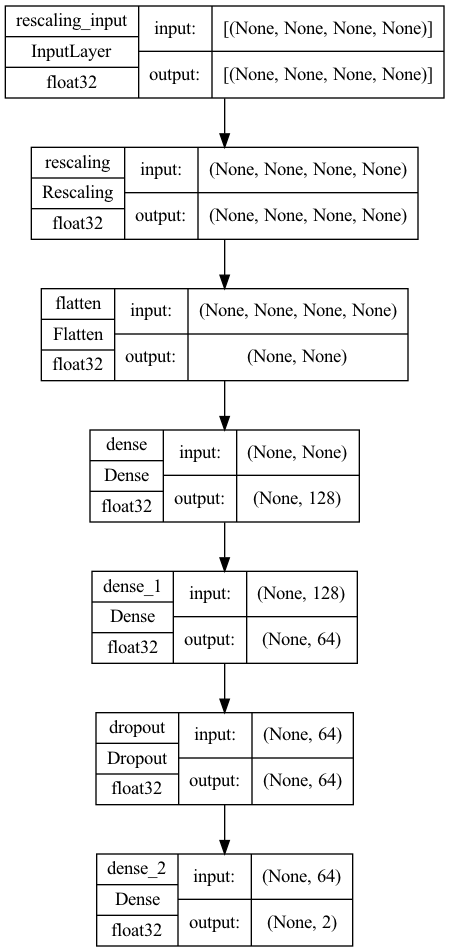 rescaling_input
InputLayer
float32
input:
[(None, None, None, None)]
output:
[(None, None, None, None)]
rescaling
Rescaling
float32
input:
(None, None, None, None)
output:
(None, None, None, None)
flatten
Flatten
float32
input:
(None, None, None, None)
output:
(None, None)
dense
Dense
float32
input:
(None, None)
output:
(None, 128)
dense_1
Dense
float32
input:
(None, 128)
output:
(None, 64)
dropout
Dropout
float32
input:
(None, 64)
output:
(None, 64)
dense_2
Dense
float32
input:
(None, 64)
output:
(None, 2)